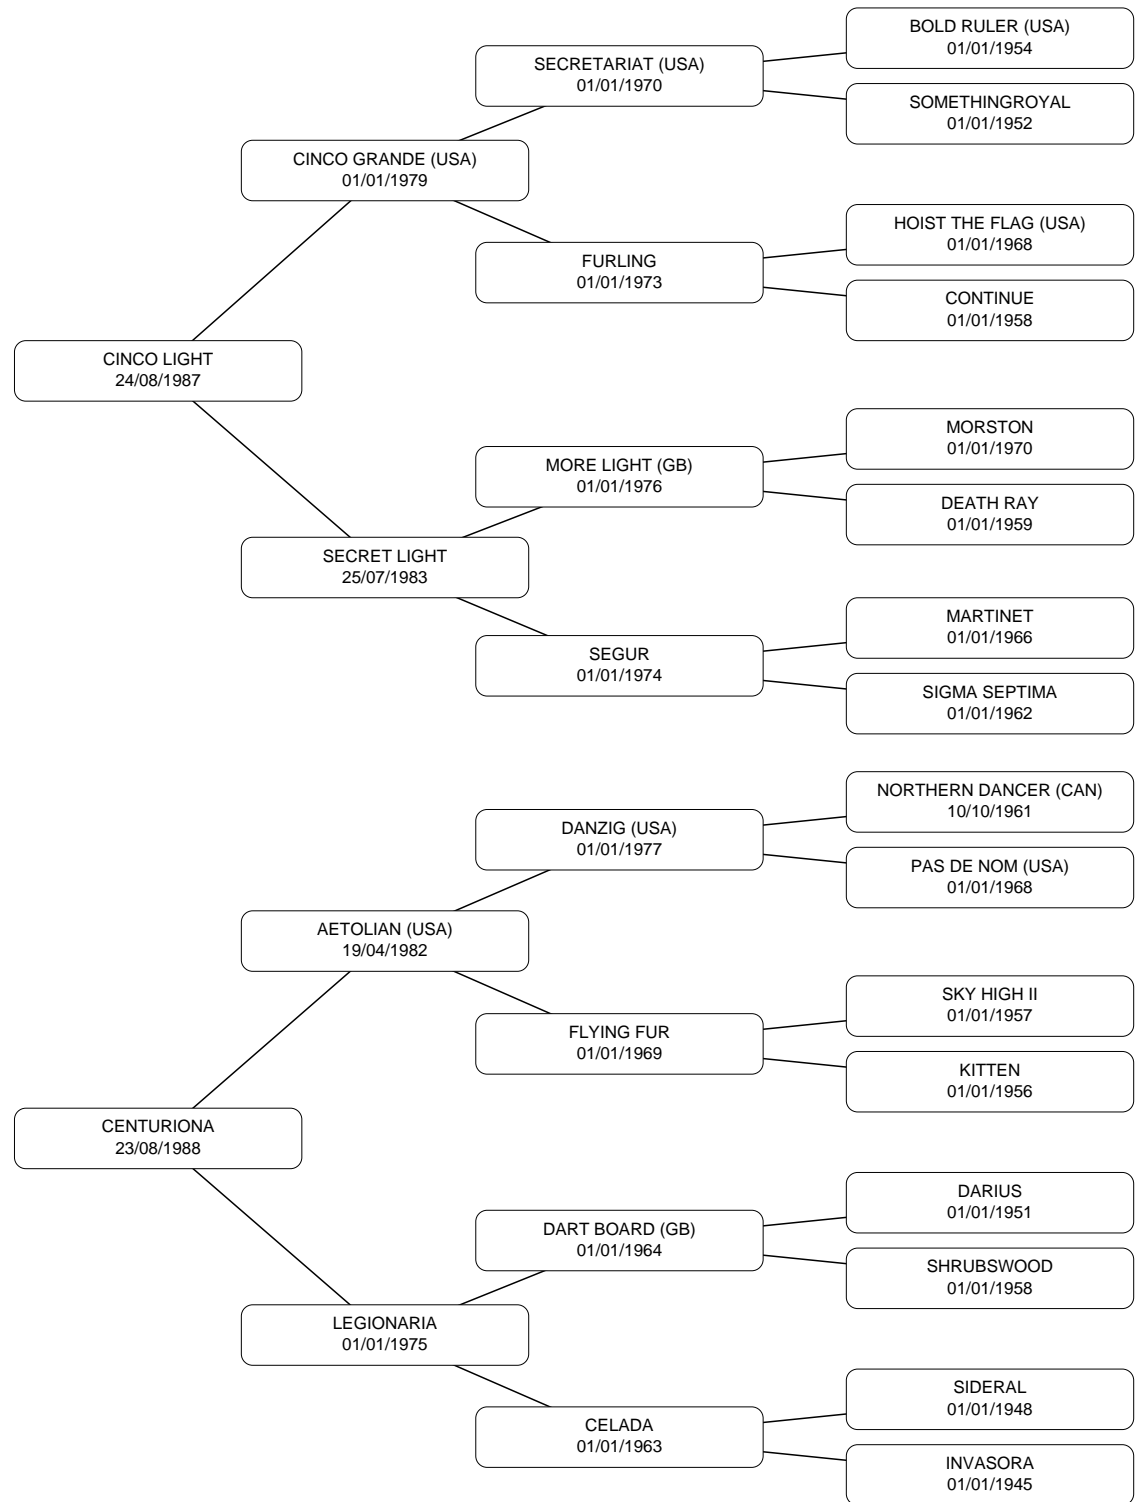 BOLD RULER (USA)
01/01/1954
SECRETARIAT (USA)
01/01/1970
SOMETHINGROYAL
01/01/1952
CINCO GRANDE (USA)
01/01/1979
HOIST THE FLAG (USA)
01/01/1968
FURLING
01/01/1973
CONTINUE
01/01/1958
CINCO LIGHT
24/08/1987
MORSTON
01/01/1970
MORE LIGHT (GB)
01/01/1976
DEATH RAY
01/01/1959
SECRET LIGHT
25/07/1983
MARTINET
01/01/1966
SEGUR
01/01/1974
SIGMA SEPTIMA
01/01/1962
NORTHERN DANCER (CAN)
10/10/1961
DANZIG (USA)
01/01/1977
PAS DE NOM (USA)
01/01/1968
AETOLIAN (USA)
19/04/1982
SKY HIGH II
01/01/1957
FLYING FUR
01/01/1969
KITTEN
01/01/1956
CENTURIONA
23/08/1988
DARIUS
01/01/1951
DART BOARD (GB)
01/01/1964
SHRUBSWOOD
01/01/1958
LEGIONARIA
01/01/1975
SIDERAL
01/01/1948
CELADA
01/01/1963
INVASORA
01/01/1945